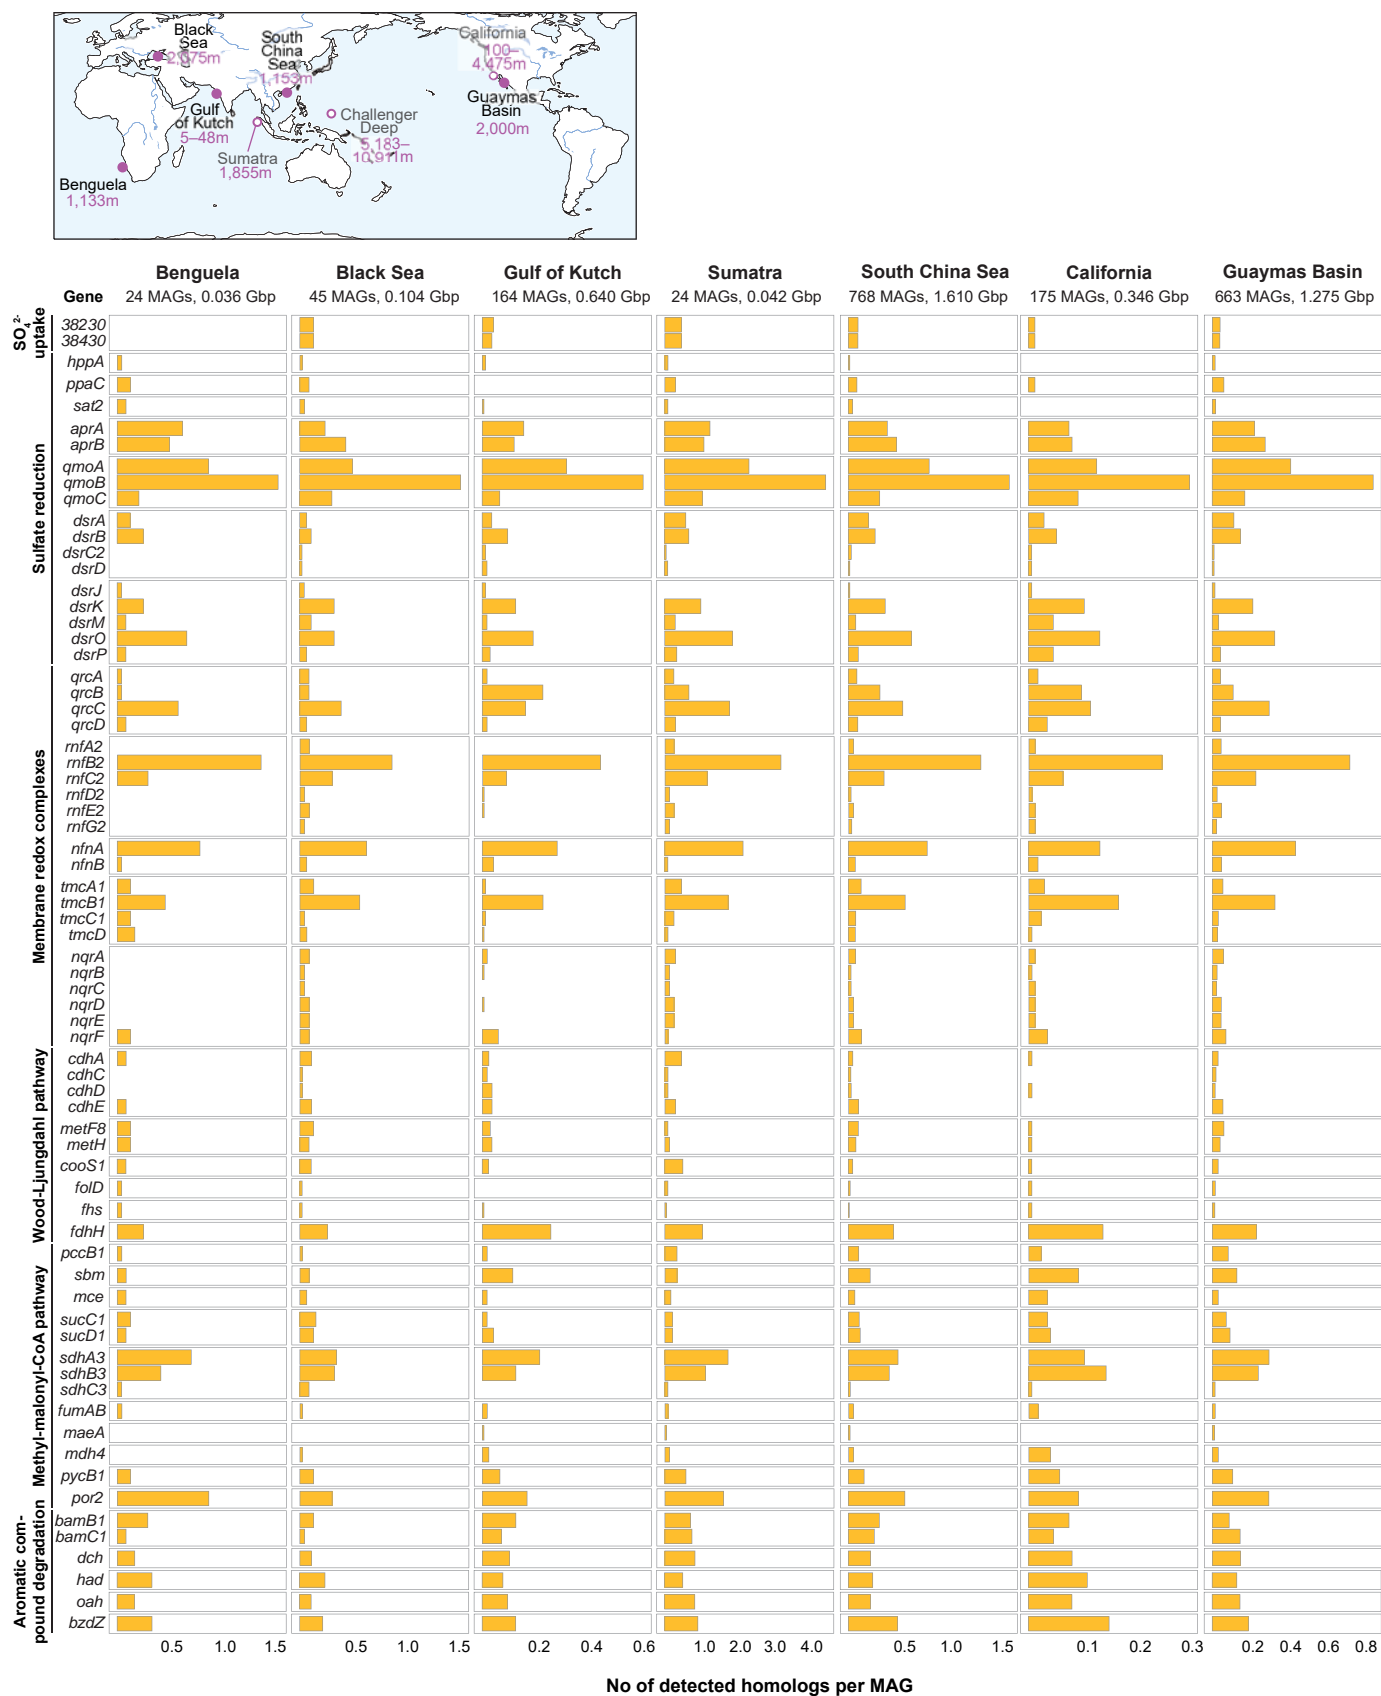 Black
Sea
2,075m
South
China
Sea
1,153m
California
100–
4,475m
Gulf
of Kutch
5–48m
Challenger
Deep
5,183–
10,911m
Guaymas
Basin
2,000m
Sumatra
1,855m
Benguela
1,133m
Benguela Black Sea Gulf of Kutch Sumatra South China Sea California Guaymas Basin
Gene 24 MAGs, 0.036 Gbp 45 MAGs, 0.104 Gbp 164 MAGs, 0.640 Gbp 24 MAGs, 0.042 Gbp 768 MAGs, 1.610 Gbp 175 MAGs, 0.346 Gbp 663 MAGs, 1.275 Gbp
SO₄²⁻
uptake
38230
38430
Sulfate reduction
hppA
ppaC
sat2
aprA
aprB
qmoA
qmoB
qmoC
dsrA
dsrB
dsrC2
dsrD
dsrJ
dsrK
dsrM
dsrO
dsrP
Membrane redox complexes
qrcA
qrcB
qrcC
qrcD
rnfA2
rnfB2
rnfC2
rnfD2
rnfE2
rnfG2
nfnA
nfnB
tmcA1
tmcB1
tmcC1
tmcD
nqrA
nqrB
nqrC
nqrD
nqrE
nqrF
Wood-Ljungdahl pathway
cdhA
cdhC
cdhD
cdhE
metF8
metH
cooS1
folD
fhs
fdhH
Methyl-malonyl-CoA pathway
pccB1
sbm
mce
sucC1
sucD1
sdhA3
sdhB3
sdhC3
fumAB
maeA
mdh4
pycB1
por2
Aromatic com-
pound degradation
bamB1
bamC1
dch
had
oah
bzdZ
0.5 1.0 1.5 0.5 1.0 1.5 0.2 0.4 0.6 1.0 2.0 3.0 4.0 0.5 1.0 1.5 0.1 0.2 0.3 0.2 0.4 0.6 0.8
No of detected homologs per MAG